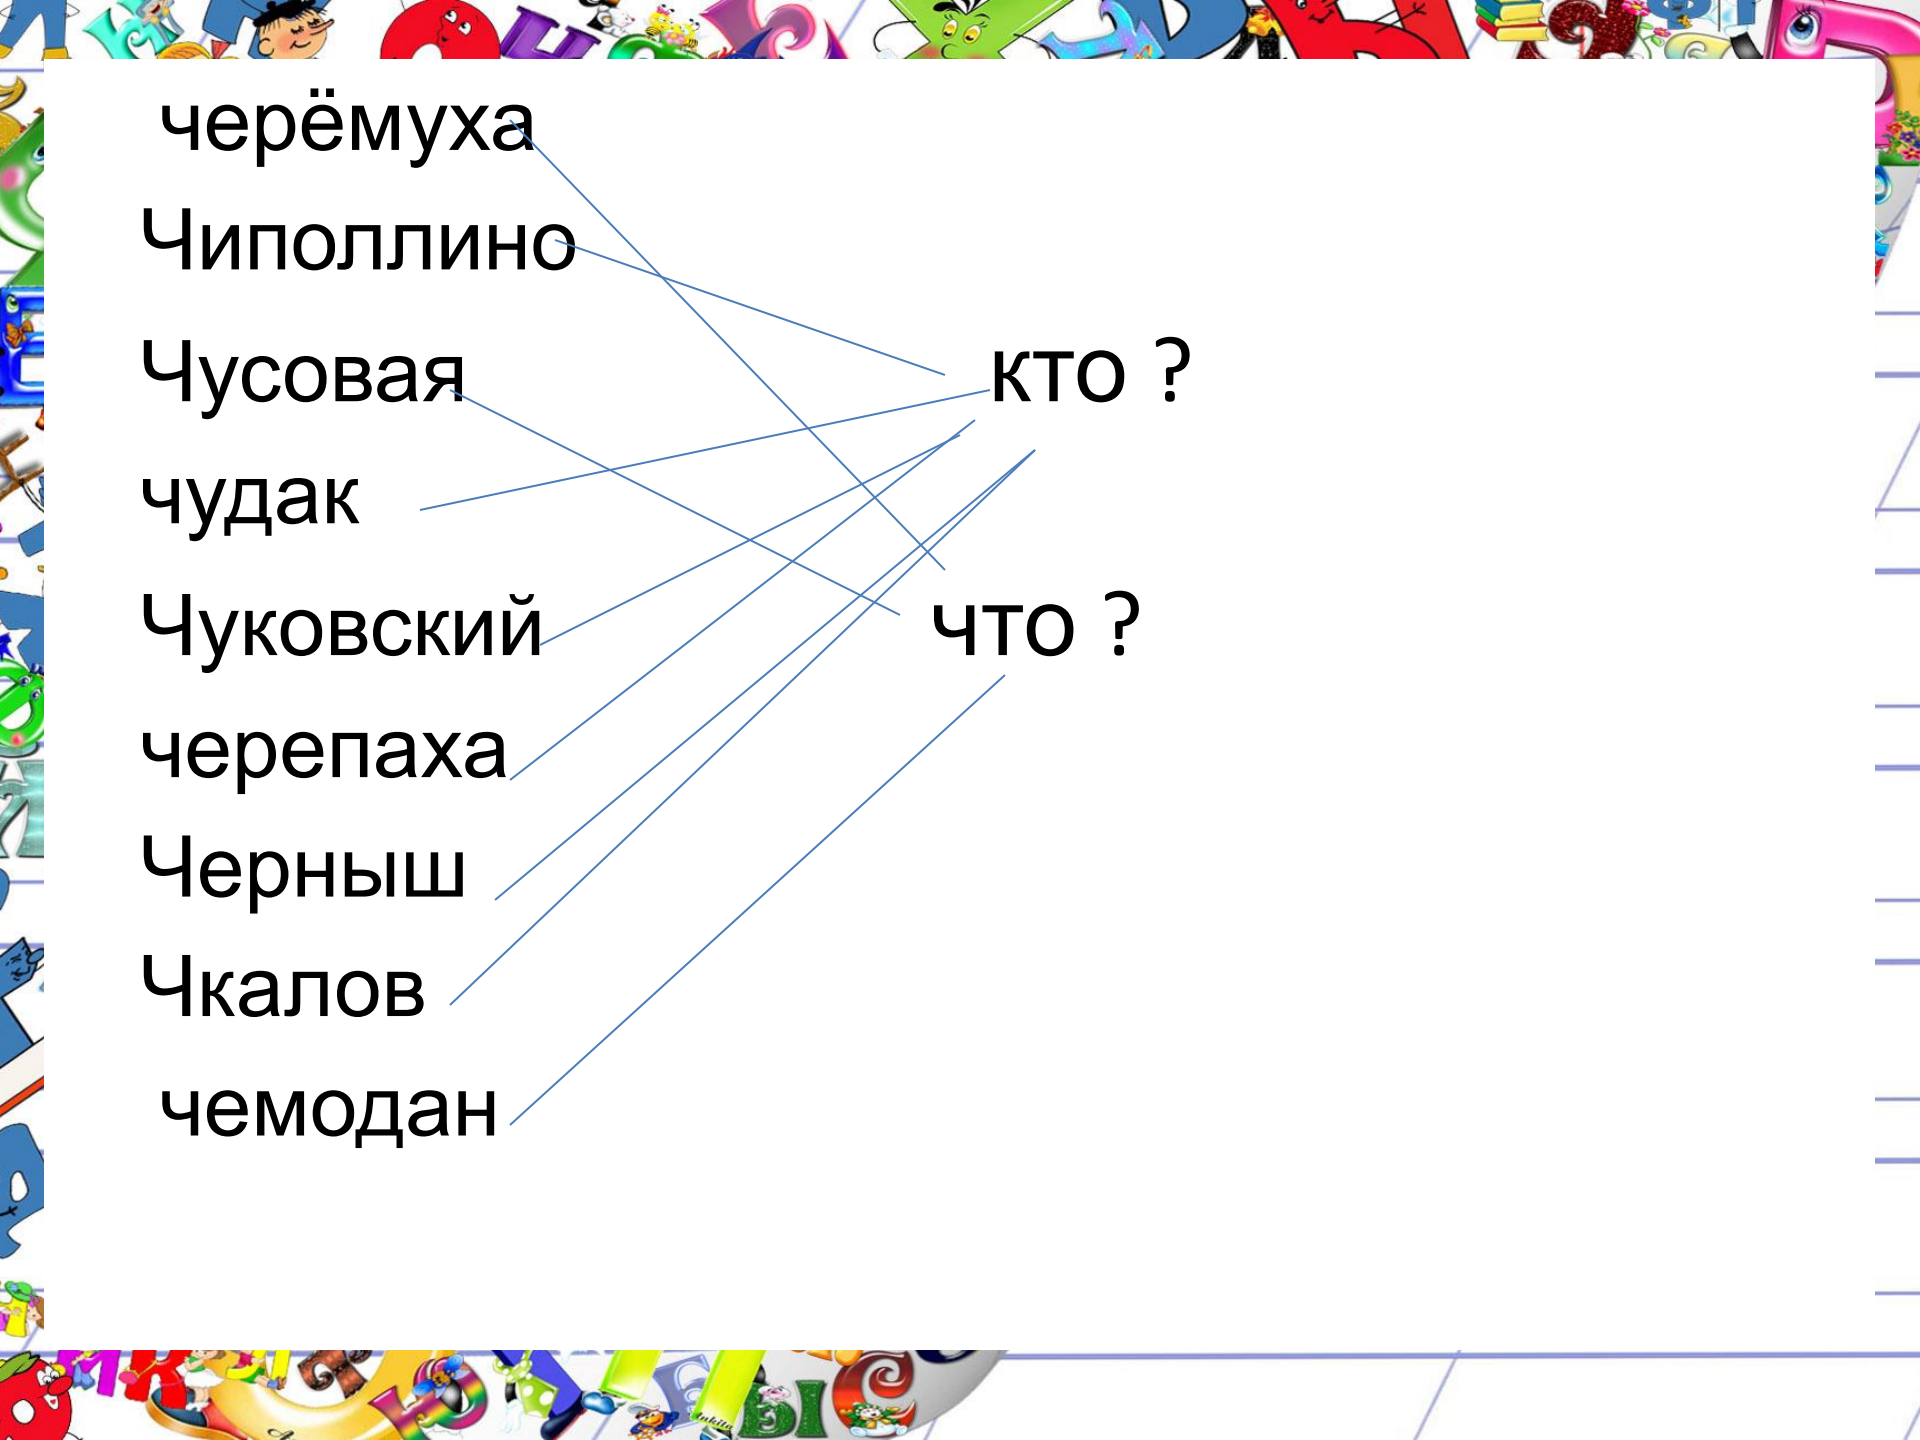 черёмуха
Чиполлино
Чусовая
кто ?
чудак
Чуковский
что ?
черепаха
Черныш
Чкалов
чемодан